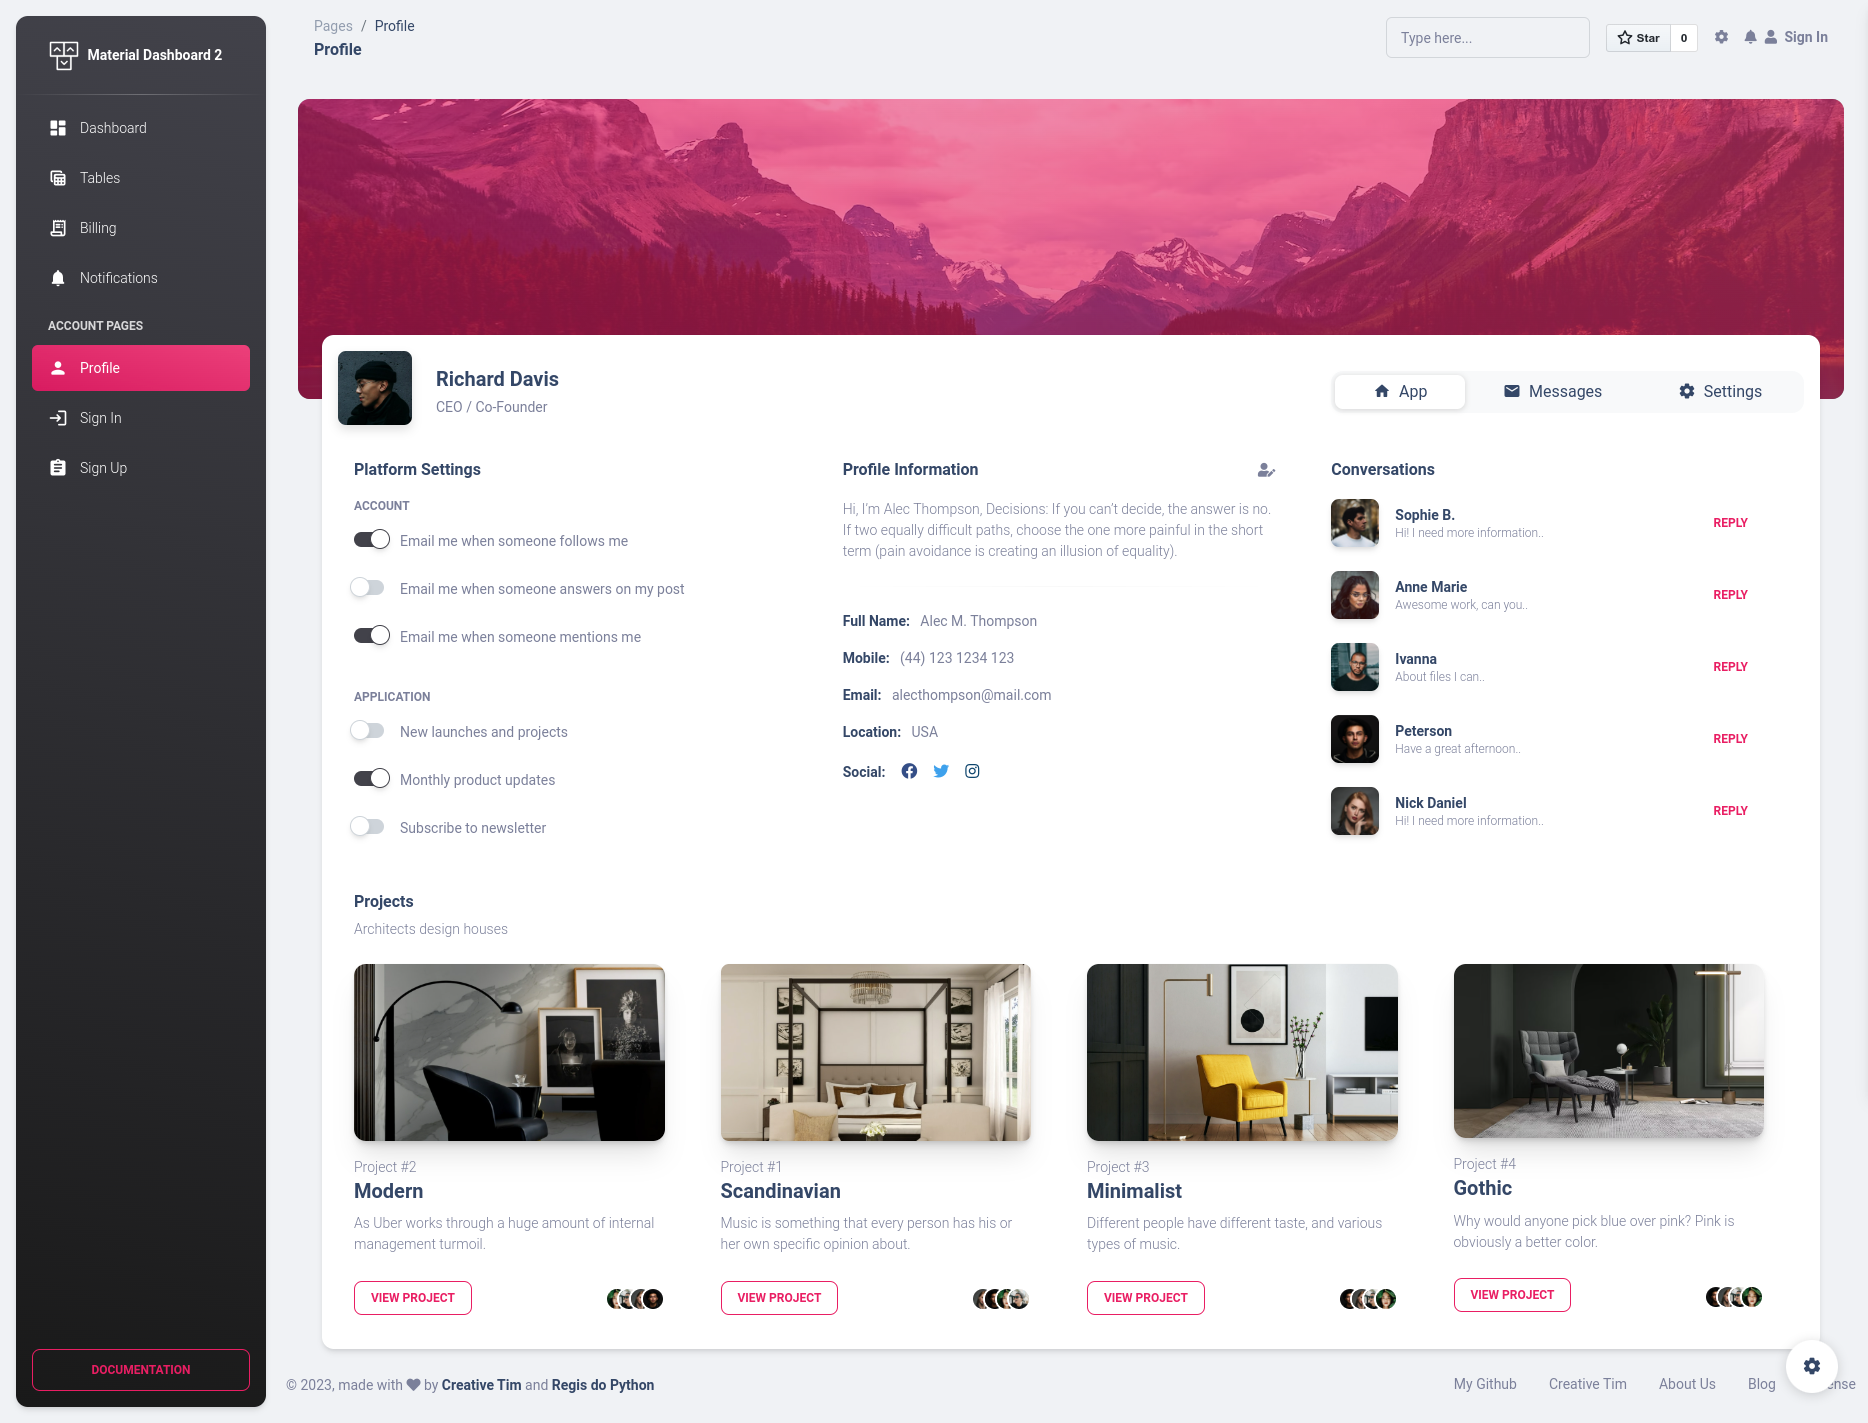 Material Dashboard 2
Dashboard
Tables
Billing
Notifications
ACCOUNT PAGES
Profile
Sign In
Sign Up
DOCUMENTATION
Pages / Profile
Profile
Type here...
Star 0
Sign In
Richard Davis
CEO / Co-Founder
App
Messages
Settings
Platform Settings
ACCOUNT
Email me when someone follows me
Email me when someone answers on my post
Email me when someone mentions me
APPLICATION
New launches and projects
Monthly product updates
Subscribe to newsletter
Profile Information
Hi, I'm Alec Thompson, Decisions: If you can't decide, the answer is no.
If two equally difficult paths, choose the one more painful in the short
term (pain avoidance is creating an illusion of equality).
Full Name: Alec M. Thompson
Mobile: (44) 123 1234 123
Email: alecthompson@mail.com
Location: USA
Social:
Conversations
Sophie B.
Hi! I need more information..
REPLY
Anne Marie
Awesome work, can you..
REPLY
Ivanna
About files I can..
REPLY
Peterson
Have a great afternoon..
REPLY
Nick Daniel
Hi! I need more information..
REPLY
Projects
Architects design houses
Project #2
Modern
As Uber works through a huge amount of internal
management turmoil.
VIEW PROJECT
Project #1
Scandinavian
Music is something that every person has his or
her own specific opinion about.
VIEW PROJECT
Project #3
Minimalist
Different people have different taste, and various
types of music.
VIEW PROJECT
Project #4
Gothic
Why would anyone pick blue over pink? Pink is
obviously a better color.
VIEW PROJECT
© 2023, made with by Creative Tim and Regis do Python
My Github
Creative Tim
About Us
Blog